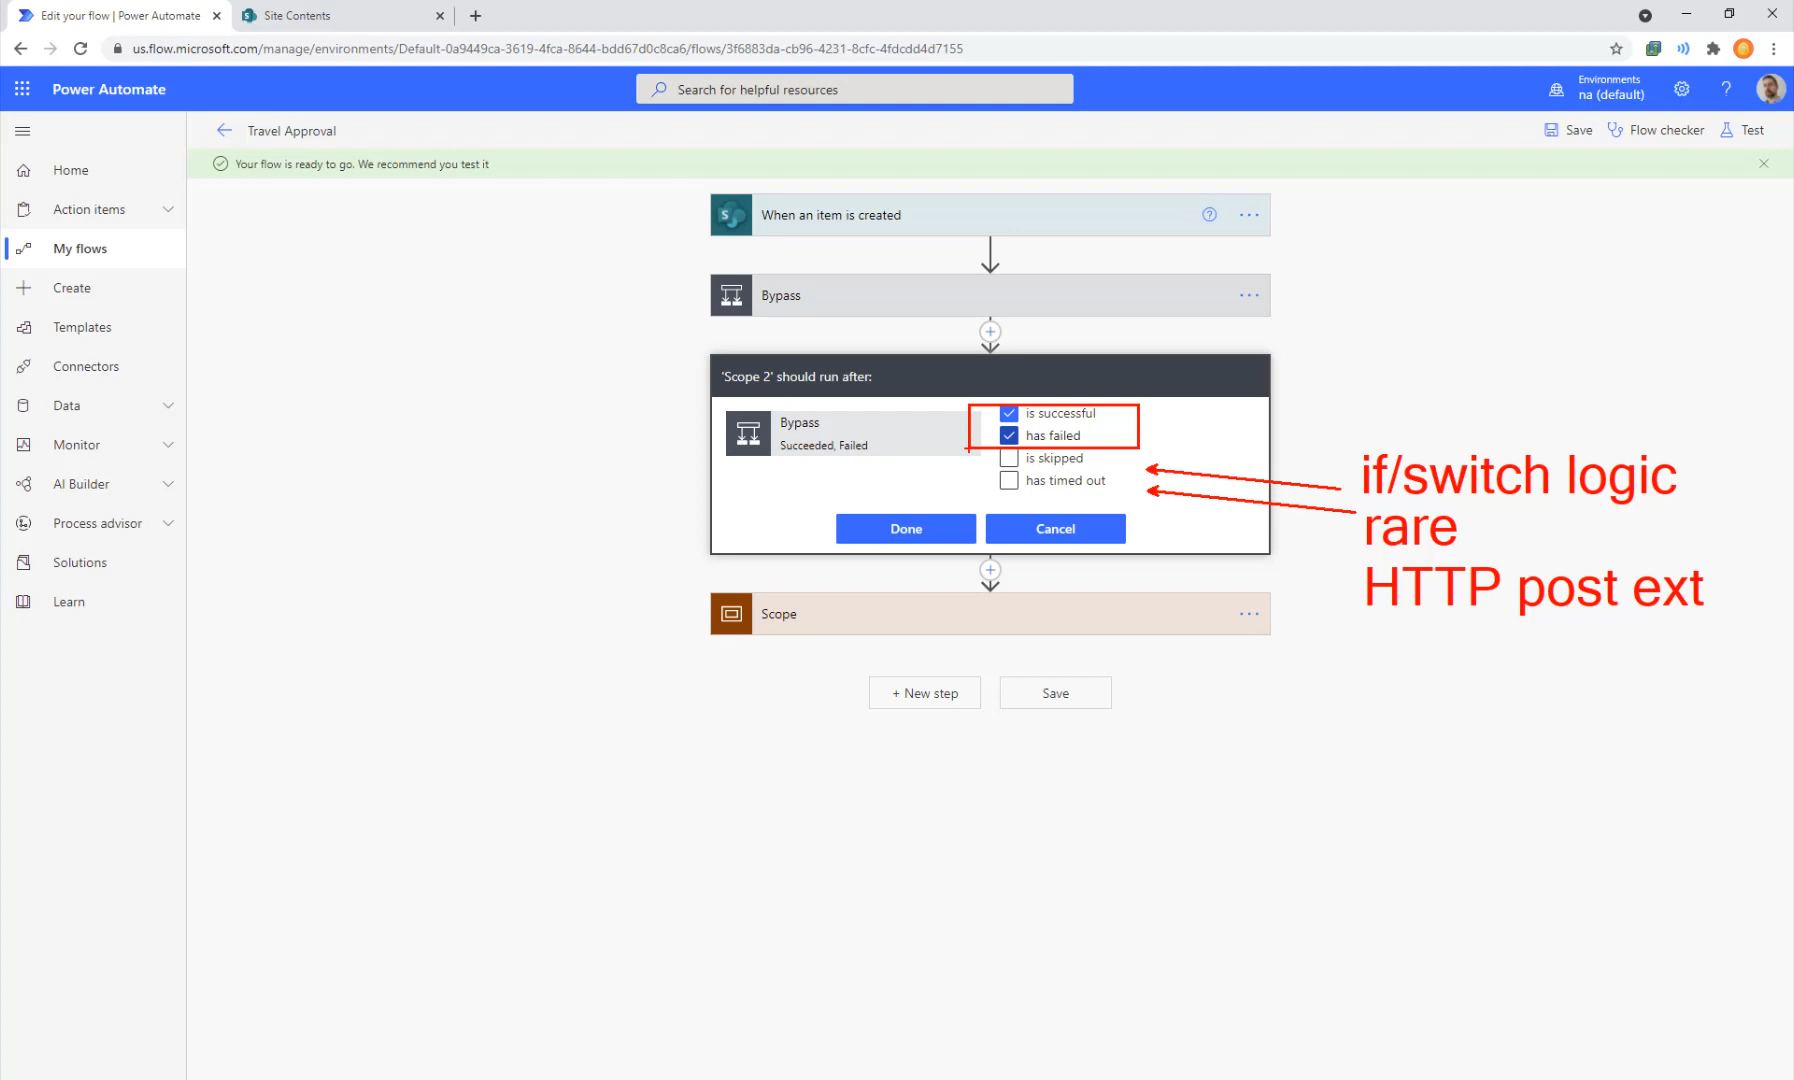 Edit your flow | Power Automate
Site Contents
us.flow.microsoft.com/manage/environments/Default-0a9449ca-3619-4fca-8644-bdd67d0c8ca6/flows/3f6883da-cb96-4231-8cfc-4fdcdd4d7155
Power Automate
Search for helpful resources
Environments
na (default)
Travel Approval
Save
Flow checker
Test
Your flow is ready to go. We recommend you test it
Home
Action items
My flows
Create
Templates
Connectors
Data
Monitor
AI Builder
Process advisor
Solutions
Learn
When an item is created
Bypass
'Scope 2' should run after:
Bypass
Succeeded, Failed
is successful
has failed
is skipped
has timed out
Done
Cancel
Scope
+ New step
Save
if/switch logic
rare
HTTP post ext